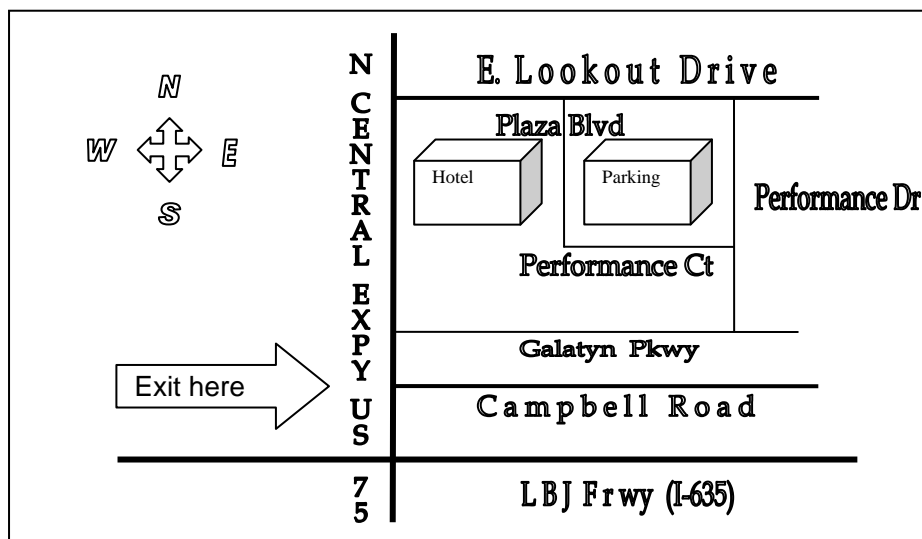 N CENTRAL EXPY US 75
E. Lookout Drive
N
W E
S
Plaza Blvd
Hotel
Parking
Performance Dr
Performance Ct
Galatyn Pkwy
Exit here
Campbell Road
LBJ Frwy (I-635)